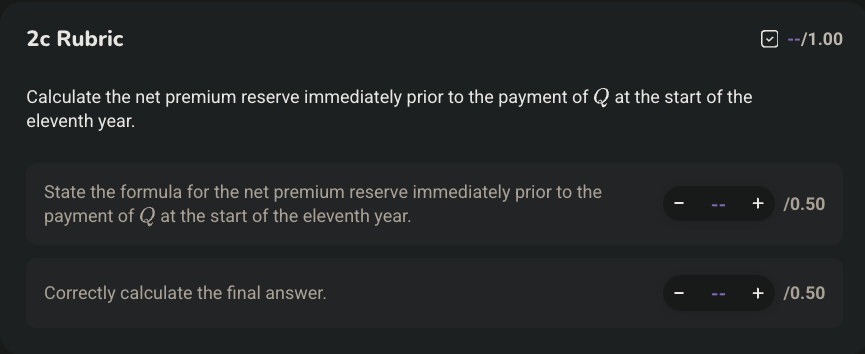 2c Rubric
--/1.00
Calculate the net premium reserve immediately prior to the payment of Q at the start of the
eleventh year.
State the formula for the net premium reserve immediately prior to the
payment of Q at the start of the eleventh year.
− -- + /0.50
Correctly calculate the final answer.
− -- + /0.50